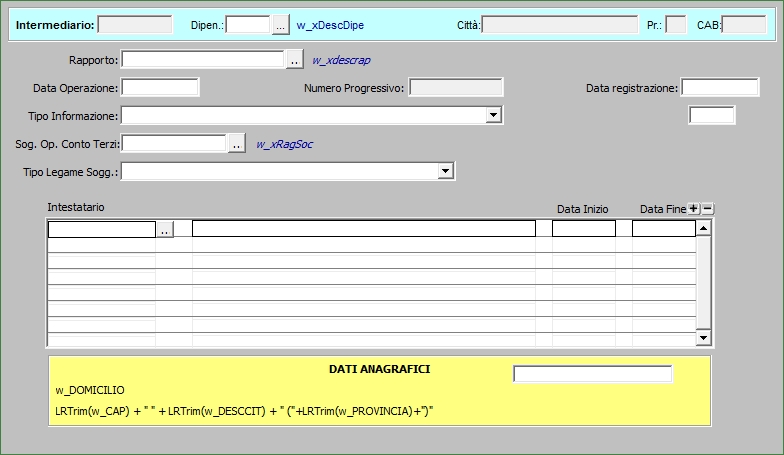 Intermediario: Dipen.: ... w_xDescDipe Città: Pr.: CAB:
Rapporto: .. w_xdescrap
Data Operazione: Numero Progressivo: Data registrazione:
Tipo Informazione:
Sog. Op. Conto Terzi: .. w_xRagSoc
Tipo Legame Sogg.:
Intestatario Data Inizio Data Fine + −
..
DATI ANAGRAFICI
w_DOMICILIO
LRTrim(w_CAP) + " " + LRTrim(w_DESCCIT) + " ("+LRTrim(w_PROVINCIA)+")"